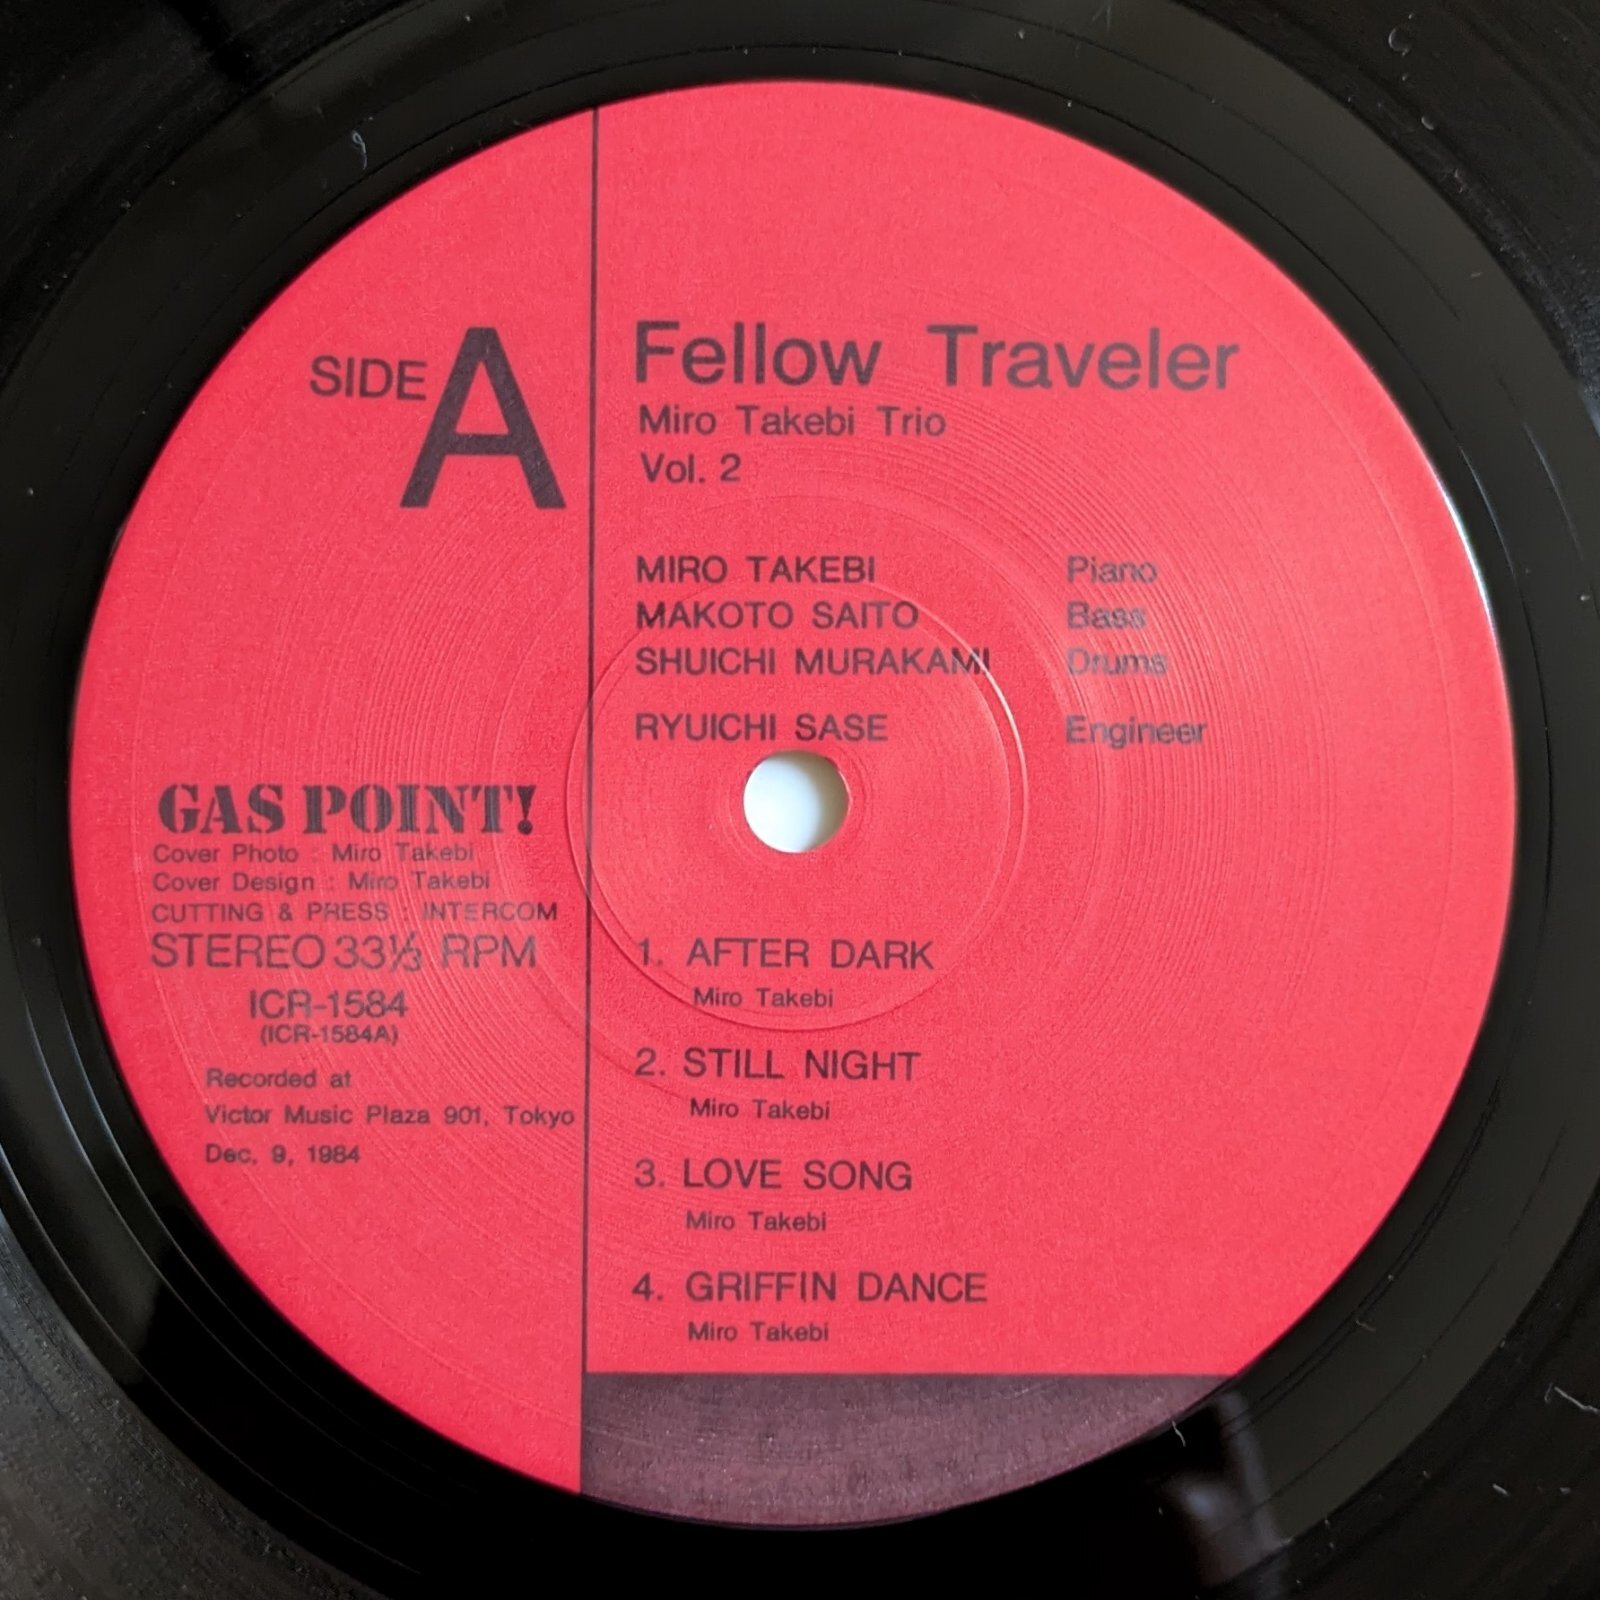 SIDE A
Fellow Traveler
Miro Takebi Trio
Vol. 2
MIRO TAKEBI Piano
MAKOTO SAITO Bass
SHUICHI MURAKAMI Drums
RYUICHI SASE Engineer
GAS POINT!
Cover Photo : Miro Takebi
Cover Design : Miro Takebi
CUTTING & PRESS : INTERCOM
STEREO 33⅓ RPM
ICR-1584
(ICR-1584A)
Recorded at
Victor Music Plaza 901, Tokyo
Dec, 9, 1984
1. AFTER DARK
Miro Takebi
2. STILL NIGHT
Miro Takebi
3. LOVE SONG
Miro Takebi
4. GRIFFIN DANCE
Miro Takebi